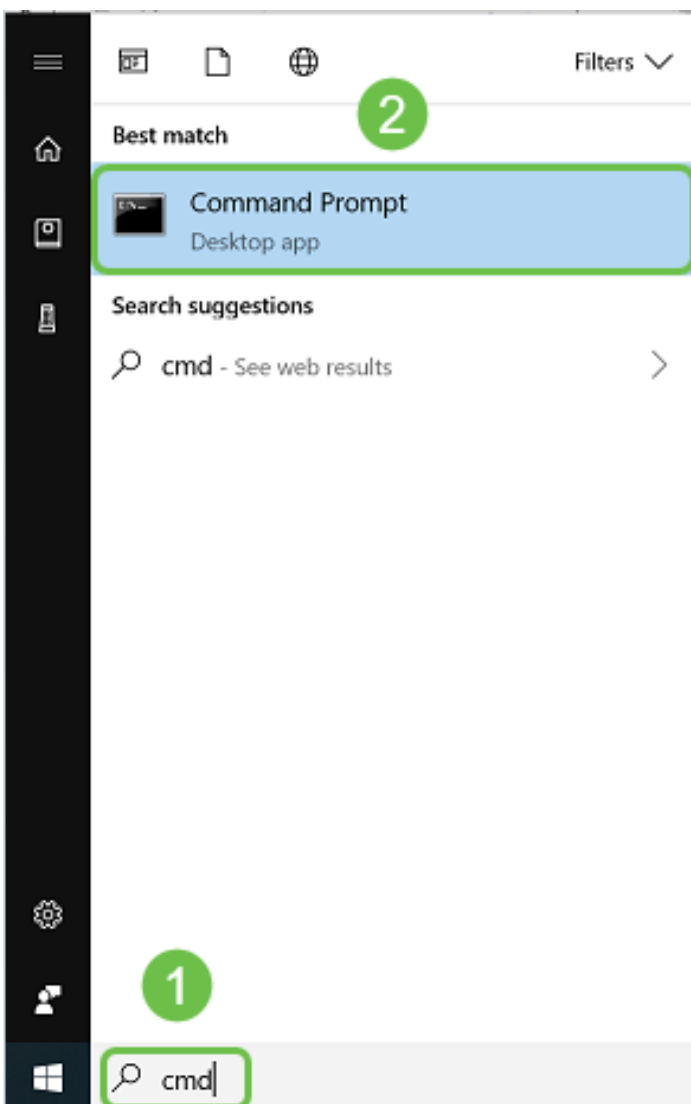 Filters
2
Best match
Command Prompt
Desktop app
Search suggestions
cmd - See web results
1
cmd